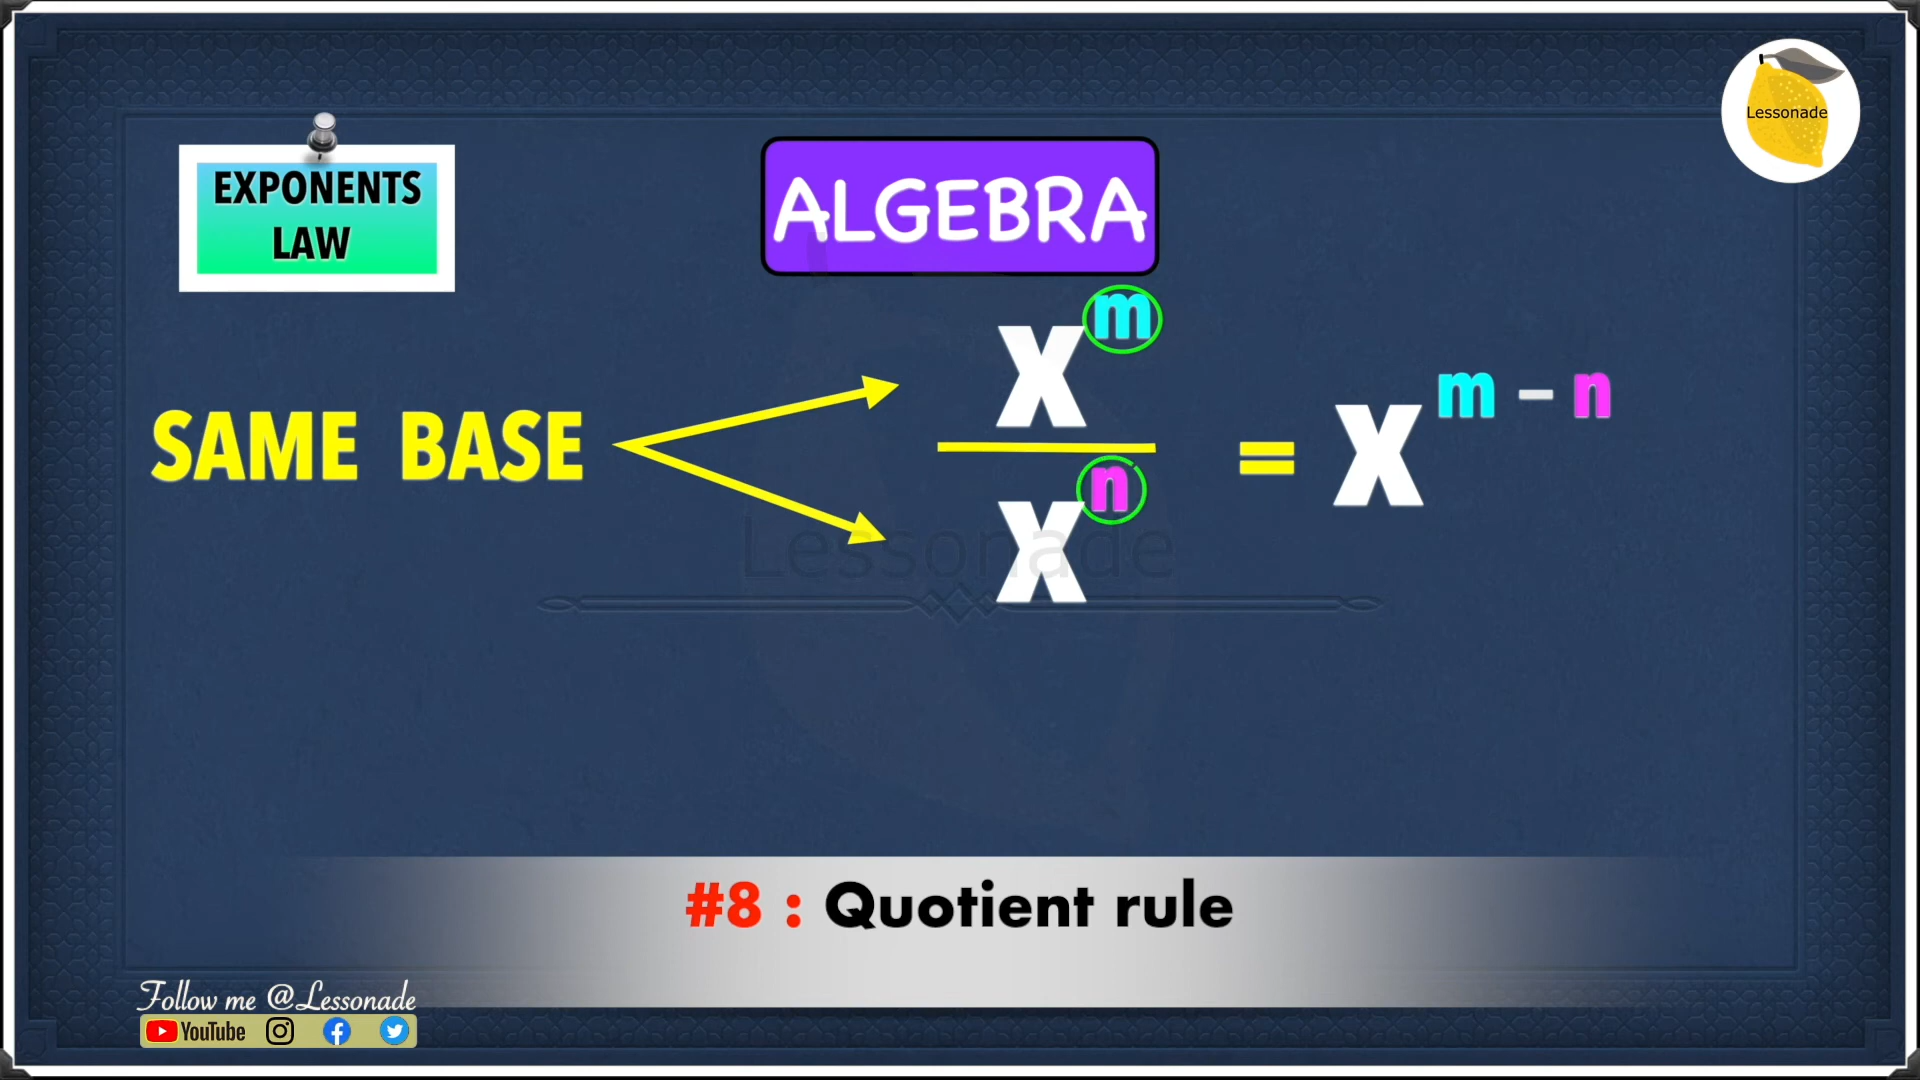 Lessonade
EXPONENTS
LAW
ALGEBRA
SAME BASE
x^m
x^n
= x^(m – n)
Lessonade
#8 : Quotient rule
Follow me @Lessonade
YouTube